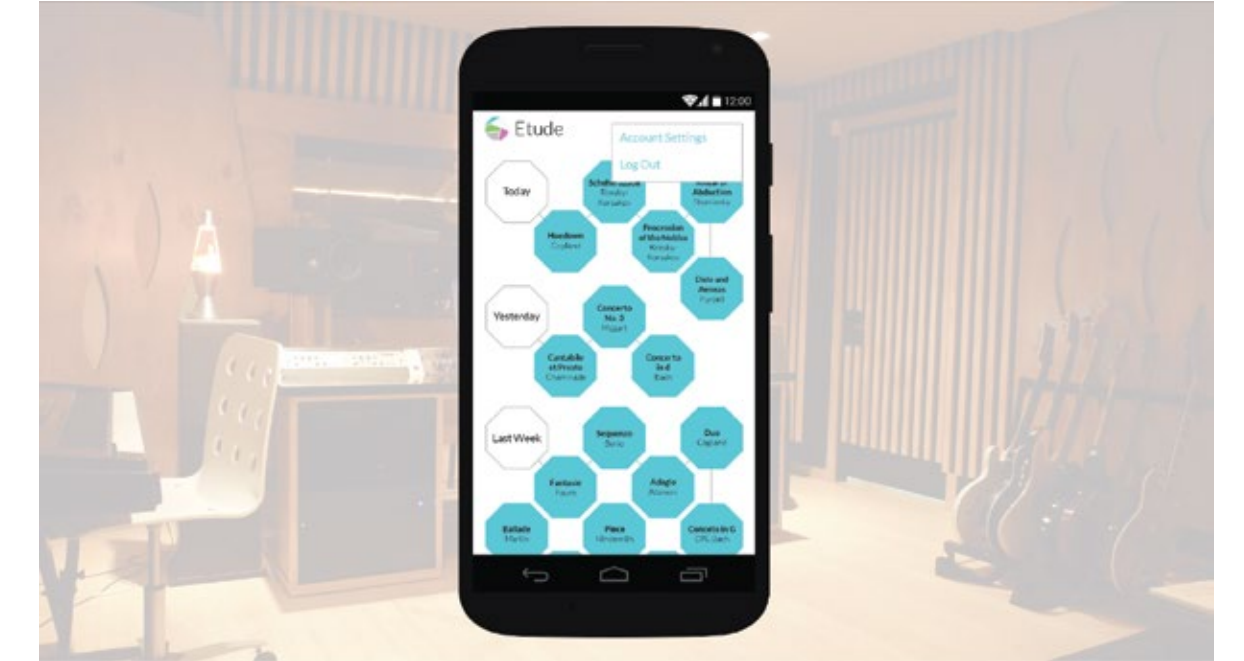 12:00
Etude
Account Settings
Log Out
Today
Abduction
Hoedown
Copland
Procession
of the Nobles
Rimsky-
Korsakov
Dido and
Aeneas
Purcell
Yesterday
Concerto
No. 3
Mozart
Cantabile
et Presto
Chaminade
Concerto
in d
Bach
Last Week
Sequenza
Berio
Duo
Copland
Fantasie
Faure
Adagio
Ballade
Martin
Piece
Hindemith
Concerto in G
CPE Bach